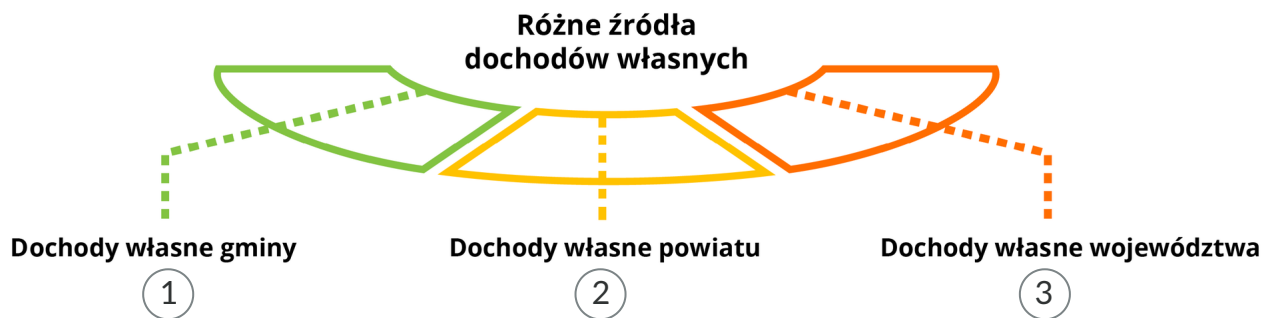 Różne źródła
dochodów własnych
Dochody własne gminy
1
Dochody własne powiatu
2
Dochody własne województwa
3